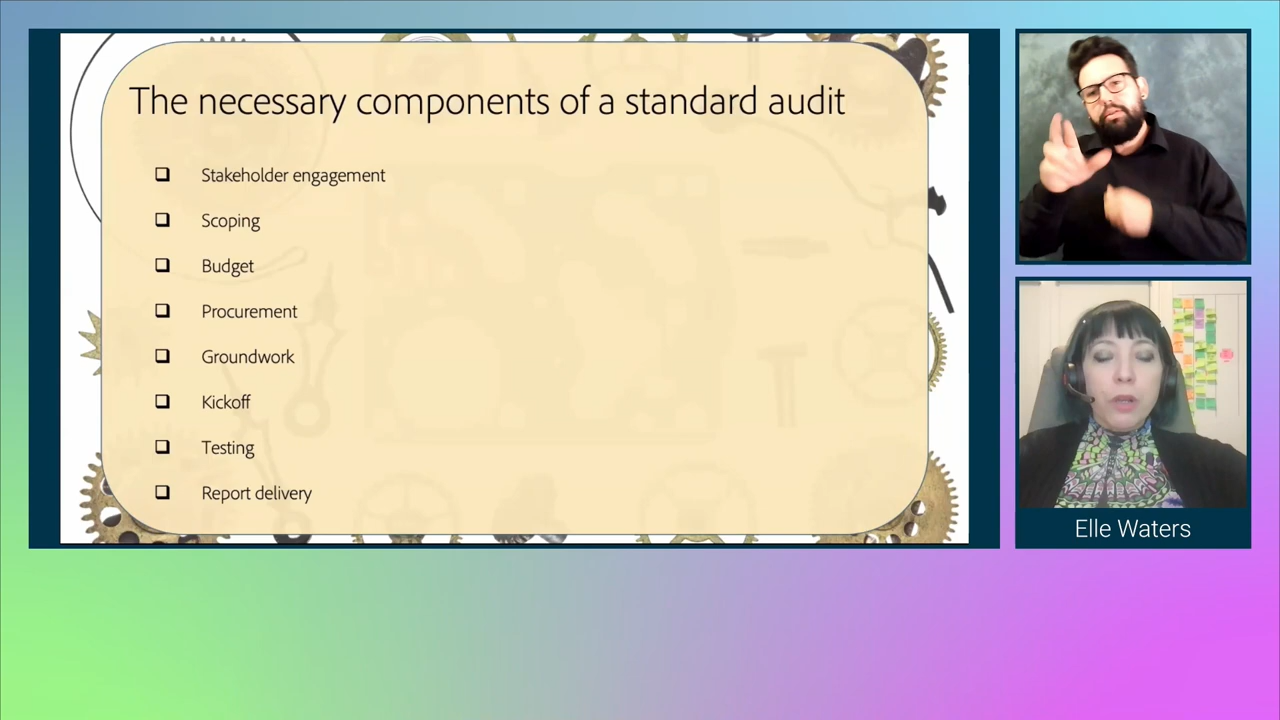 The necessary components of a standard audit
❑ Stakeholder engagement
❑ Scoping
❑ Budget
❑ Procurement
❑ Groundwork
❑ Kickoff
❑ Testing
❑ Report delivery
Elle Waters